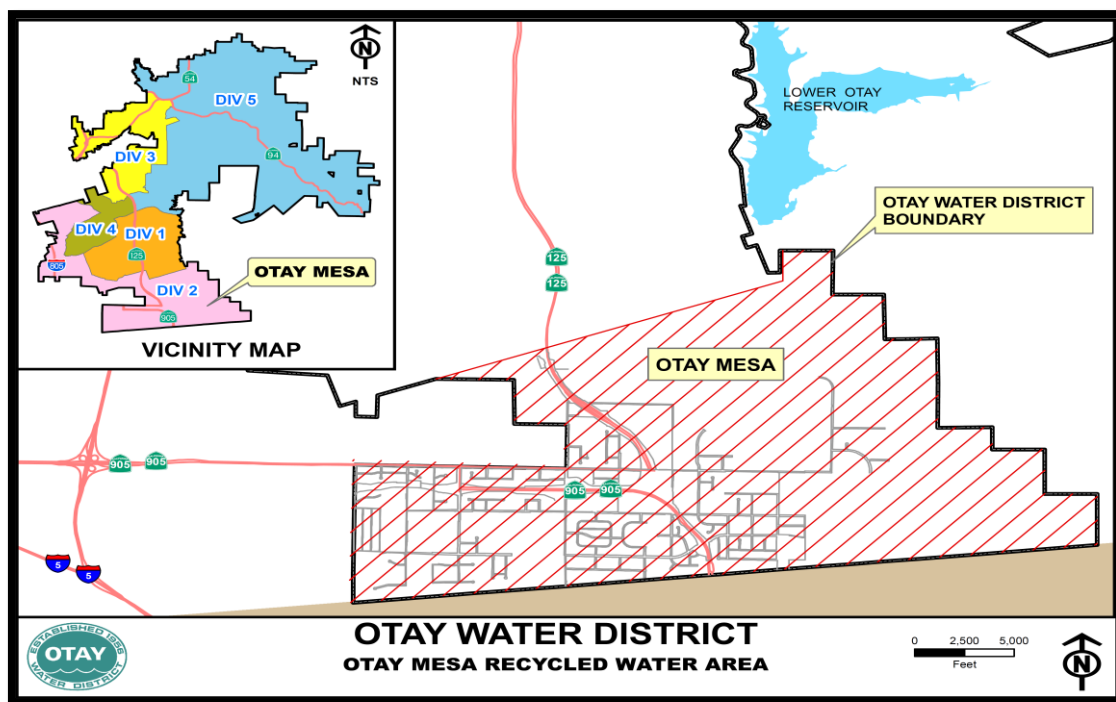 N
NTS
54
DIV 5
DIV 3
94
DIV 4
DIV 1
125
805
OTAY MESA
DIV 2
905
VICINITY MAP
LOWER OTAY
RESERVOIR
OTAY WATER DISTRICT
BOUNDARY
125
125
OTAY MESA
905
905
905
905
5
5
OTAY WATER DISTRICT
OTAY MESA RECYCLED WATER AREA
ESTABLISHED 1956
OTAY
WATER DISTRICT
0 2,500 5,000
Feet
N